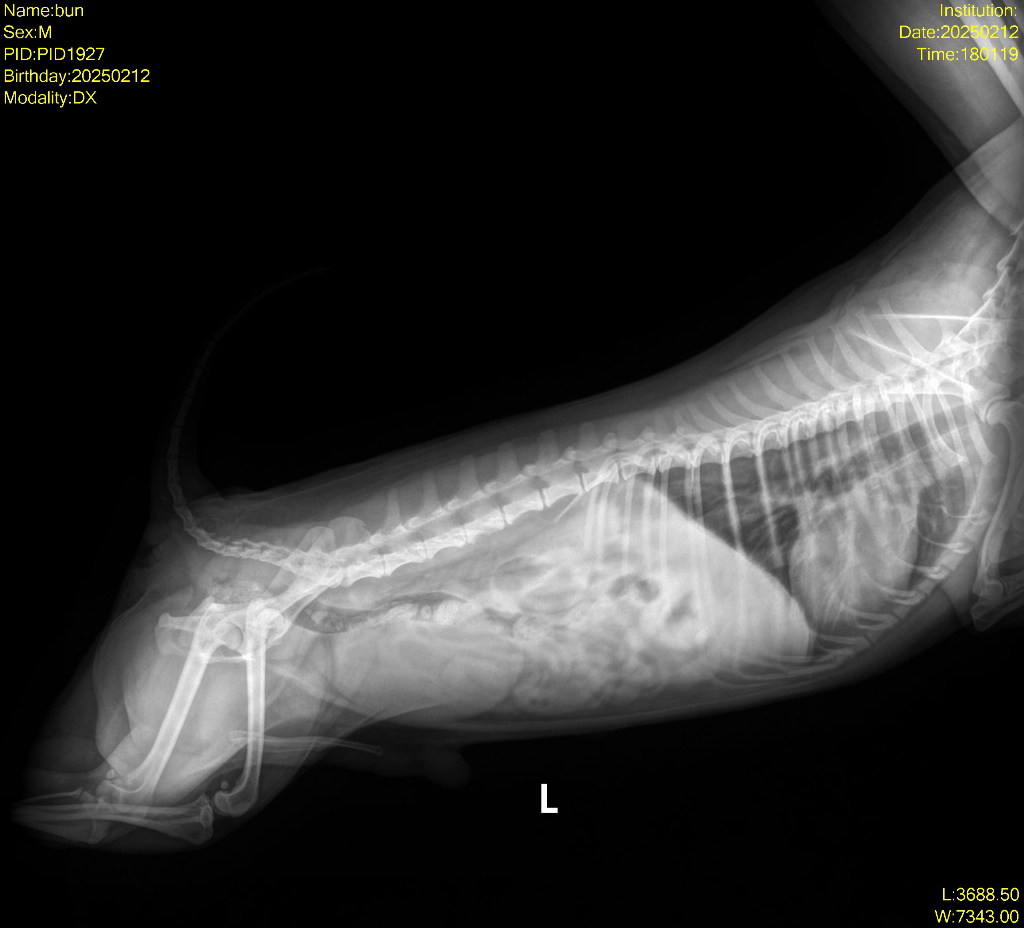 Name:bun
Sex:M
PID:PID1927
Birthday:20250212
Modality:DX
Institution:
Date:20250212
Time:180119
L
L:3688.50
W:7343.00